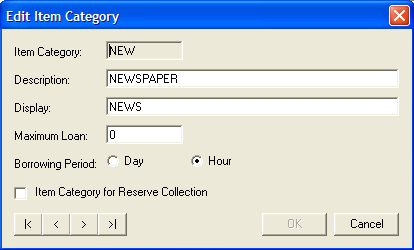 Edit Item Category
Item Category: NEW
Description: NEWSPAPER
Display: NEWS
Maximum Loan: 0
Borrowing Period: Day Hour
Item Category for Reserve Collection
|< < > >| OK Cancel